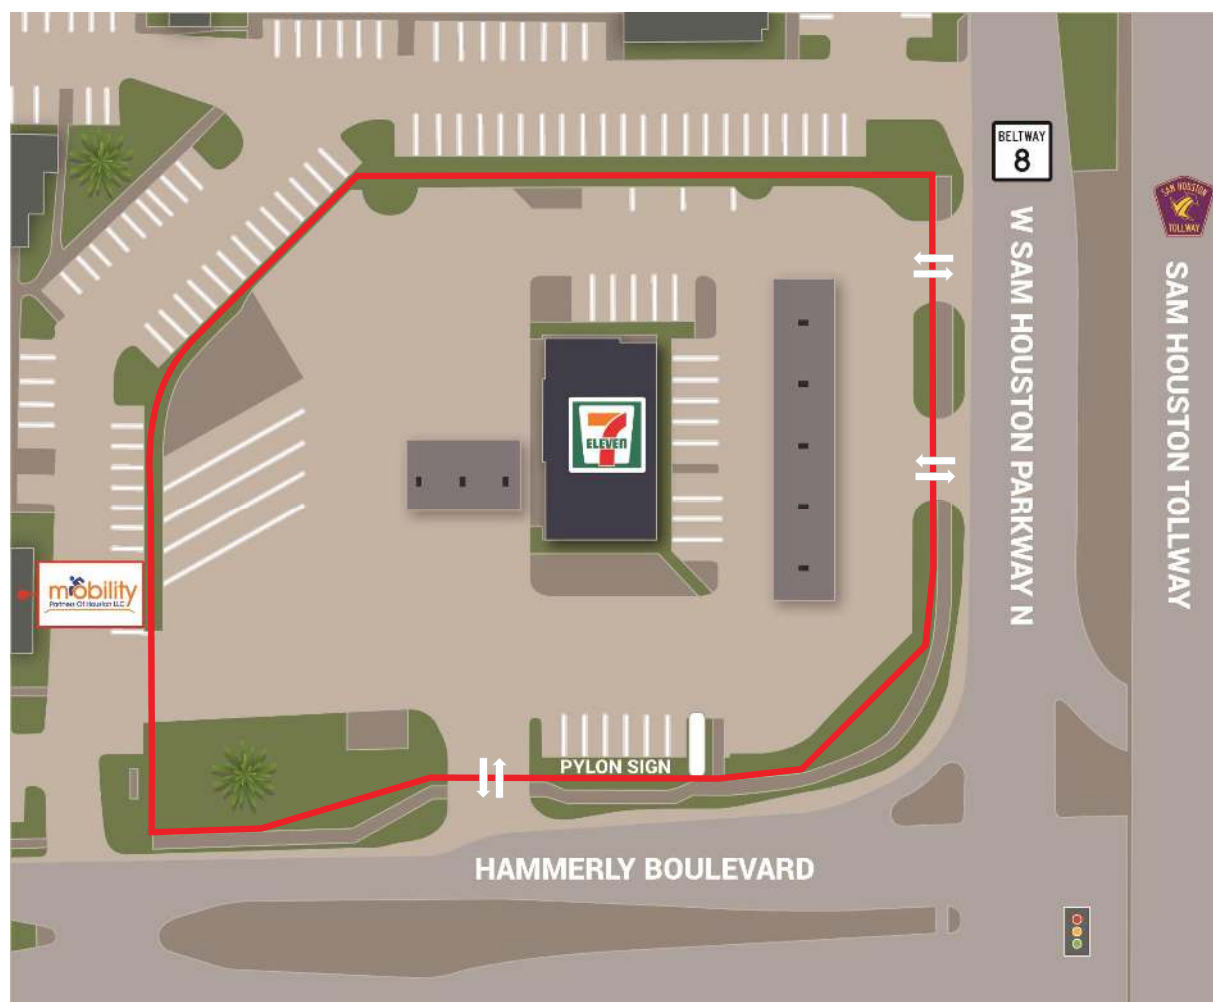 BELTWAY
8
SAN HOUSTON
TOLLWAY
W SAM HOUSTON PARKWAY N
SAM HOUSTON TOLLWAY
7
ELEVEn
mobility
Partners Of Houston LLC
PYLON SIGN
HAMMERLY BOULEVARD